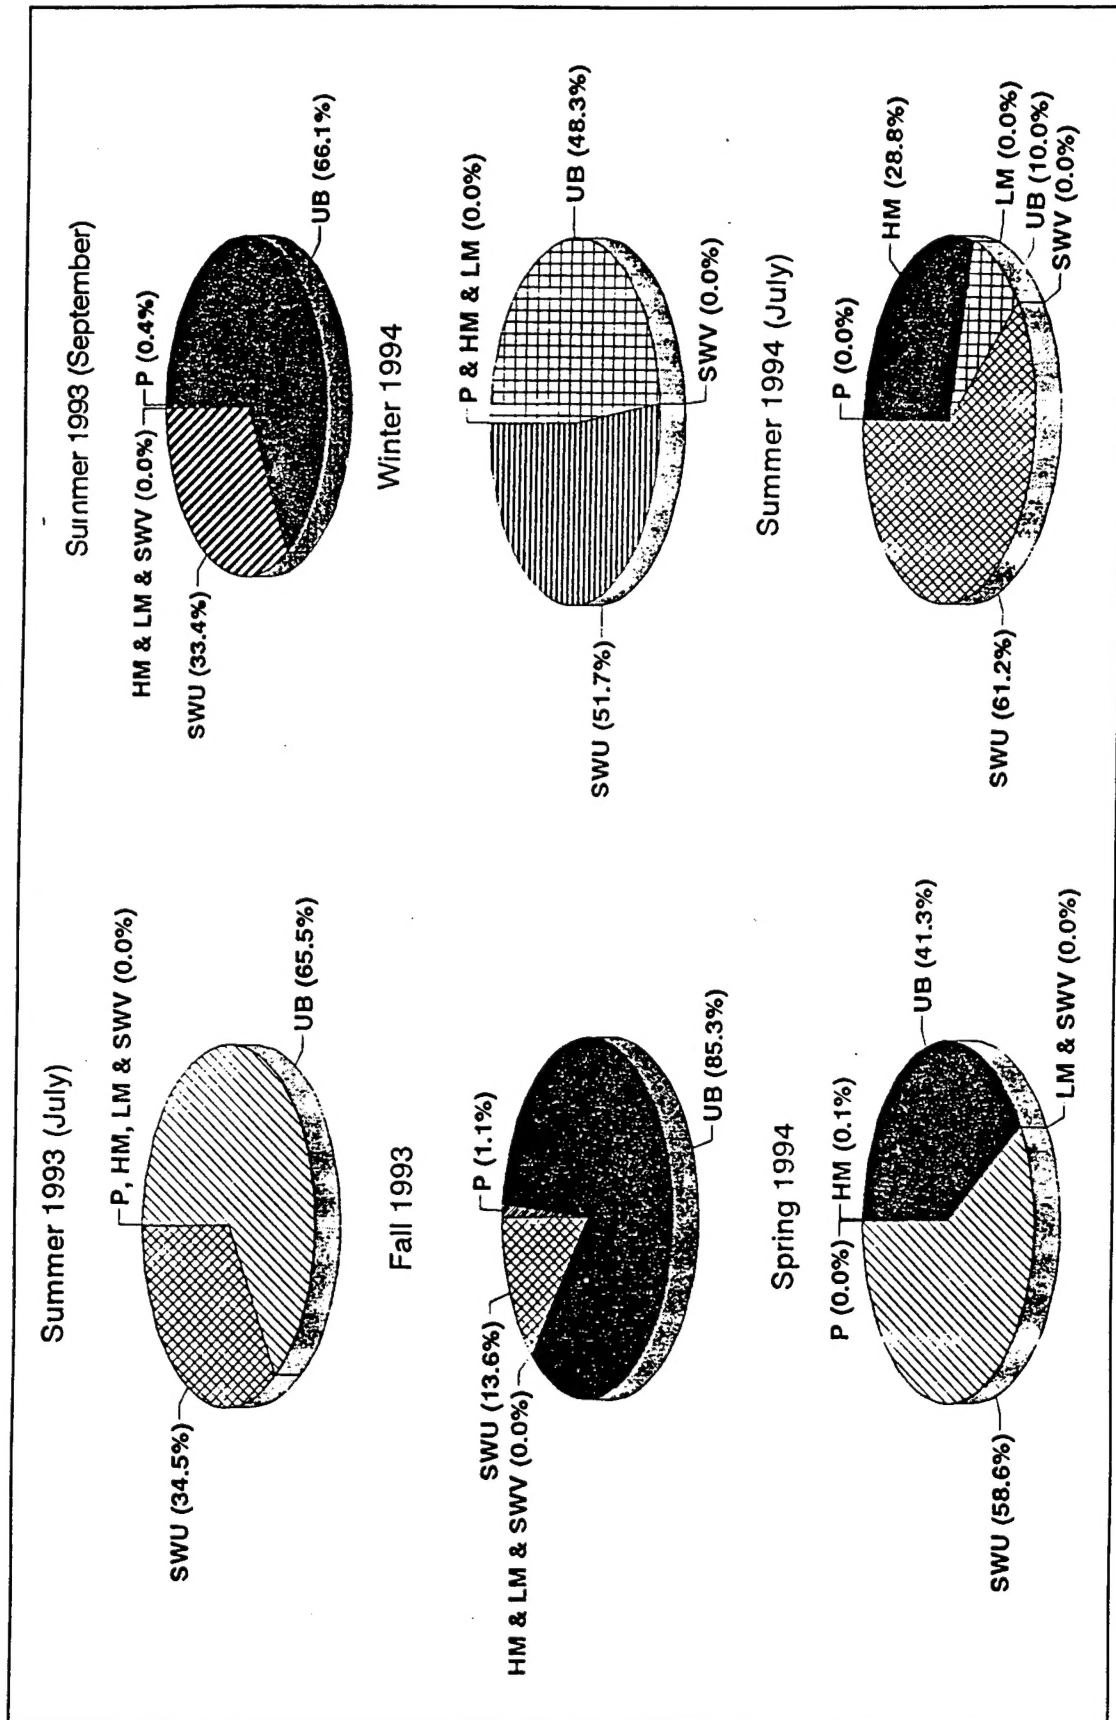 Summer 1993 (July)
P, HM, LM & SWV (0.0%)
SWU (34.5%)
UB (65.5%)
Summer 1993 (September)
HM & LM & SWV (0.0%)
P (0.4%)
SWU (33.4%)
UB (66.1%)
Fall 1993
P (1.1%)
SWU (13.6%)
HM & LM & SWV (0.0%)
UB (85.3%)
Winter 1994
P & HM & LM (0.0%)
UB (48.3%)
SWU (51.7%)
SWV (0.0%)
Spring 1994
P (0.0%)
HM (0.1%)
UB (41.3%)
SWU (58.6%)
LM & SWV (0.0%)
Summer 1994 (July)
P (0.0%)
HM (28.8%)
LM (0.0%)
UB (10.0%)
SWV (0.0%)
SWU (61.2%)